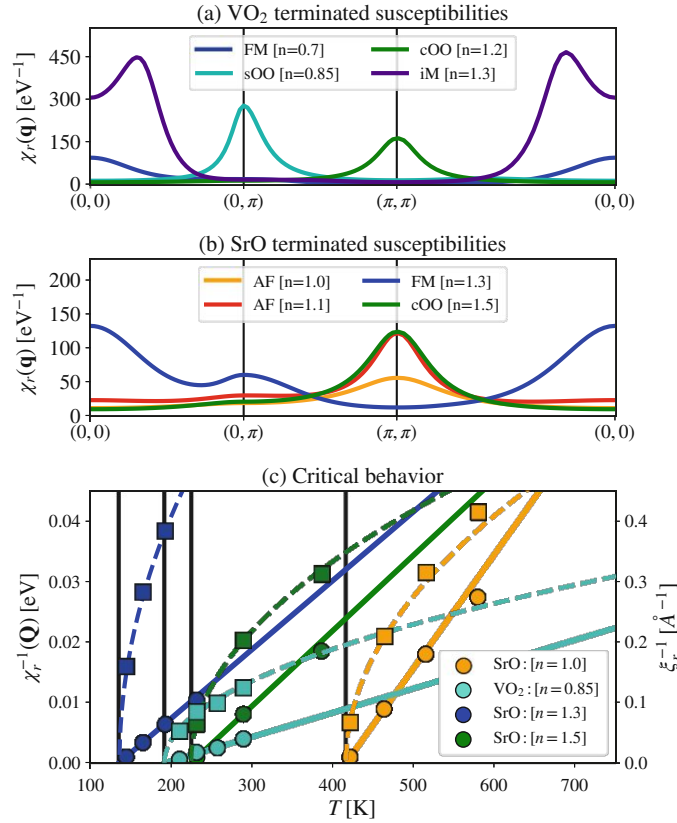 (a) VO₂ terminated susceptibilities
χᵣ(q) [eV⁻¹]
450
300
150
0
FM [n=0.7]
sOO [n=0.85]
cOO [n=1.2]
iM [n=1.3]
(0, 0)
(0, π)
(π, π)
(0, 0)
(b) SrO terminated susceptibilities
χᵣ(q) [eV⁻¹]
200
150
100
50
0
AF [n=1.0]
AF [n=1.1]
FM [n=1.3]
cOO [n=1.5]
(0, 0)
(0, π)
(π, π)
(0, 0)
(c) Critical behavior
χᵣ⁻¹(Q) [eV]
0.04
0.03
0.02
0.01
0.00
0.4
0.3
0.2
0.1
0.0
ξᵣ⁻¹ [Å⁻¹]
SrO: [n = 1.0]
VO₂: [n = 0.85]
SrO: [n = 1.3]
SrO: [n = 1.5]
100
200
300
400
500
600
700
T [K]